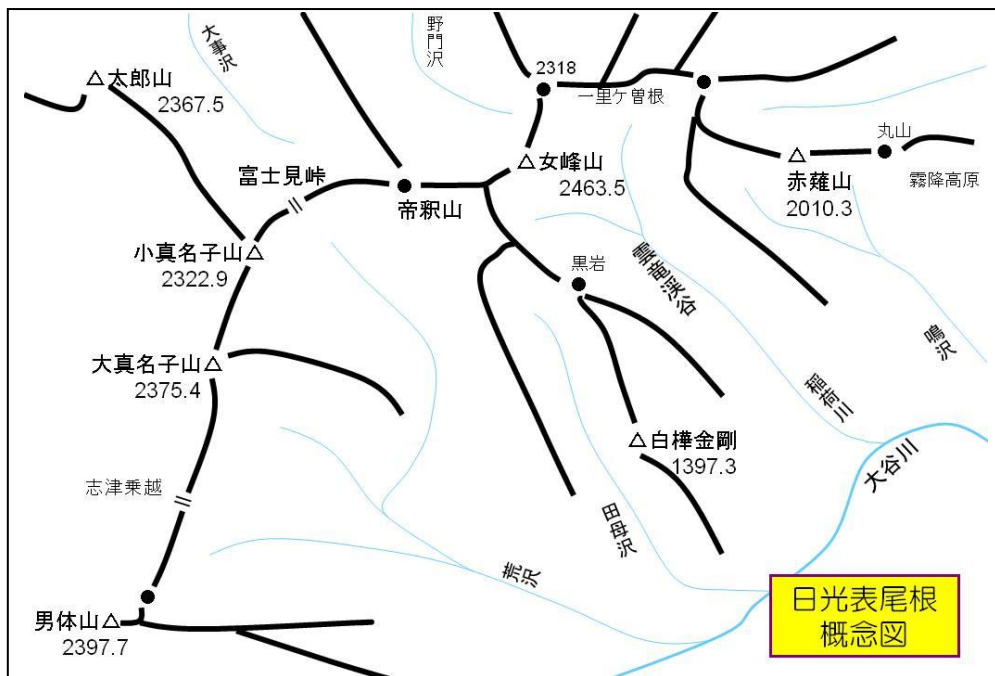 大事沢
野門沢
太郎山
2367.5
2318
一里ケ曽根
丸山
霧降高原
赤薙山
2010.3
女峰山
2463.5
富士見峠
帝釈山
小真名子山
2322.9
黒岩
雲竜渓谷
鳴沢
大真名子山
2375.4
稲荷川
白樺金剛
1397.3
大谷川
志津乗越
田母沢
荒沢
男体山
2397.7
日光表尾根
概念図